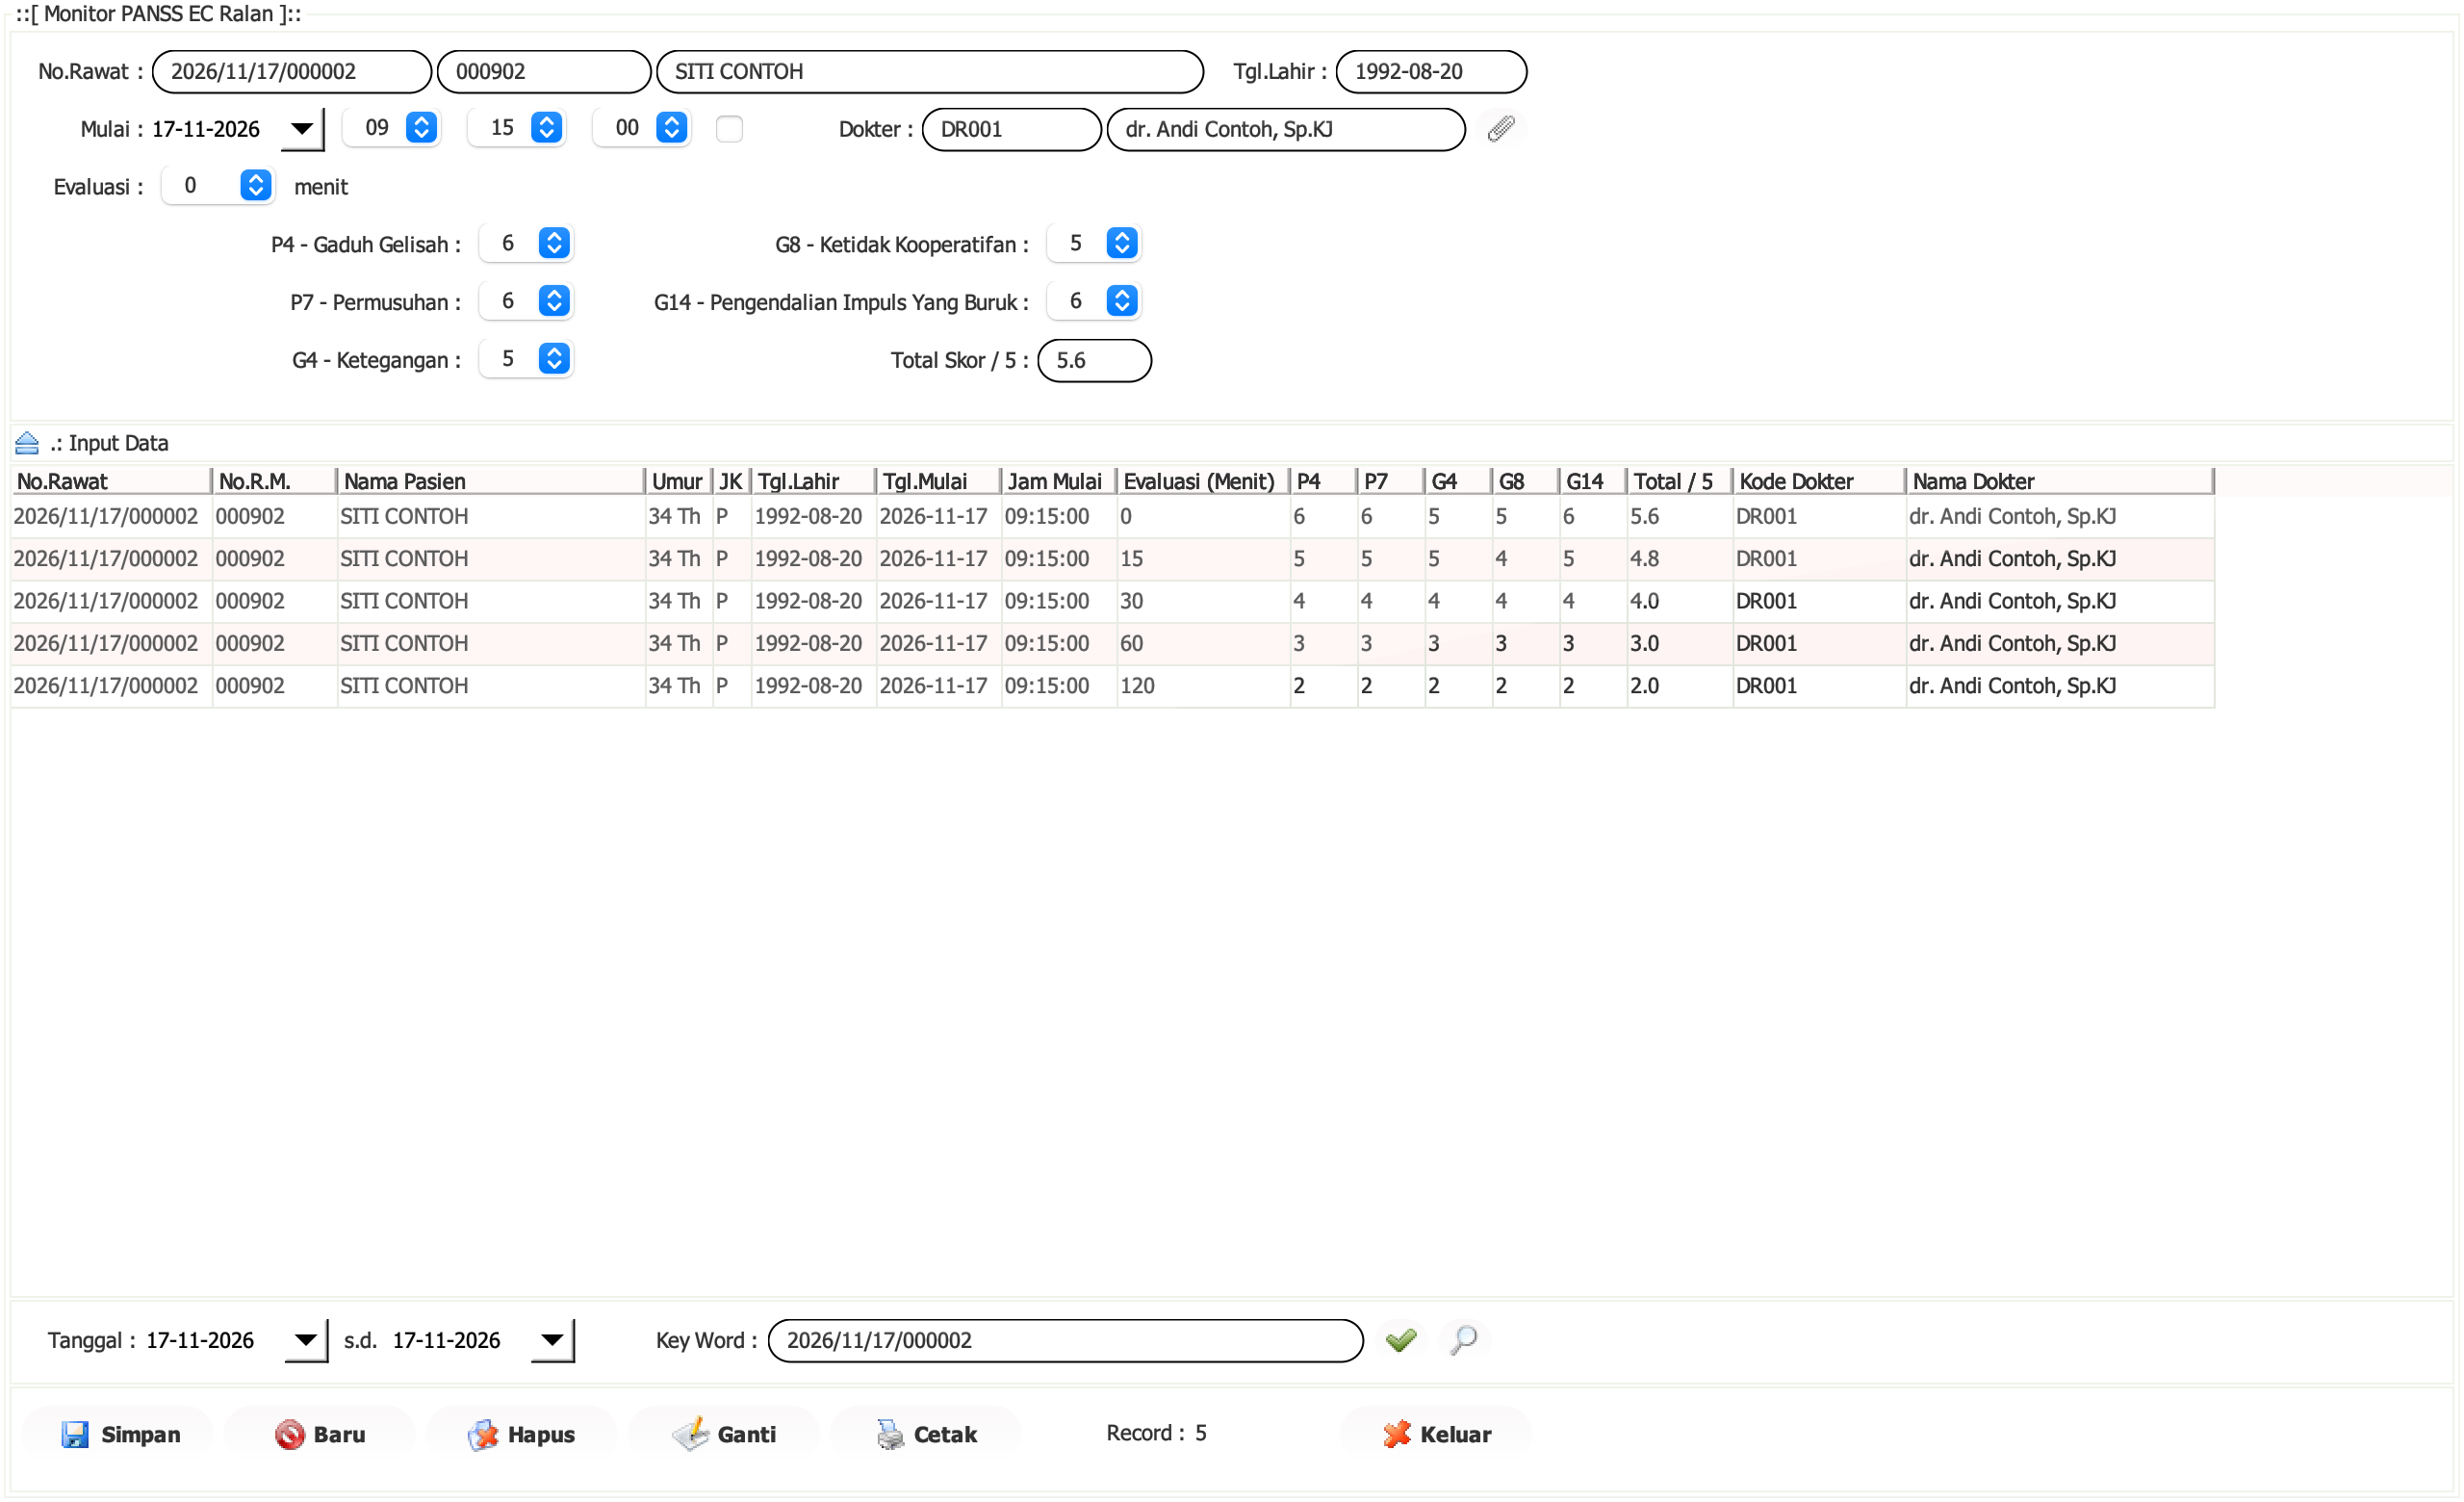 ::[ Monitor PANSS EC Ralan ]::
No.Rawat : 2026/11/17/000002 000902 SITI CONTOH Tgl.Lahir : 1992-08-20
Mulai : 17-11-2026 09 15 00 Dokter : DR001 dr. Andi Contoh, Sp.KJ
Evaluasi : 0 menit
P4 - Gaduh Gelisah : 6 G8 - Ketidak Kooperatifan : 5
P7 - Permusuhan : 6 G14 - Pengendalian Impuls Yang Buruk : 6
G4 - Ketegangan : 5 Total Skor / 5 : 5.6
.: Input Data
No.Rawat No.R.M. Nama Pasien Umur JK Tgl.Lahir Tgl.Mulai Jam Mulai Evaluasi (Menit) P4 P7 G4 G8 G14 Total / 5 Kode Dokter Nama Dokter
2026/11/17/000002 000902 SITI CONTOH 34 Th P 1992-08-20 2026-11-17 09:15:00 0 6 6 5 5 6 5.6 DR001 dr. Andi Contoh, Sp.KJ
2026/11/17/000002 000902 SITI CONTOH 34 Th P 1992-08-20 2026-11-17 09:15:00 15 5 5 5 4 5 4.8 DR001 dr. Andi Contoh, Sp.KJ
2026/11/17/000002 000902 SITI CONTOH 34 Th P 1992-08-20 2026-11-17 09:15:00 30 4 4 4 4 4 4.0 DR001 dr. Andi Contoh, Sp.KJ
2026/11/17/000002 000902 SITI CONTOH 34 Th P 1992-08-20 2026-11-17 09:15:00 60 3 3 3 3 3 3.0 DR001 dr. Andi Contoh, Sp.KJ
2026/11/17/000002 000902 SITI CONTOH 34 Th P 1992-08-20 2026-11-17 09:15:00 120 2 2 2 2 2 2.0 DR001 dr. Andi Contoh, Sp.KJ
Tanggal : 17-11-2026 s.d. 17-11-2026 Key Word : 2026/11/17/000002
Simpan Baru Hapus Ganti Cetak Record : 5 Keluar